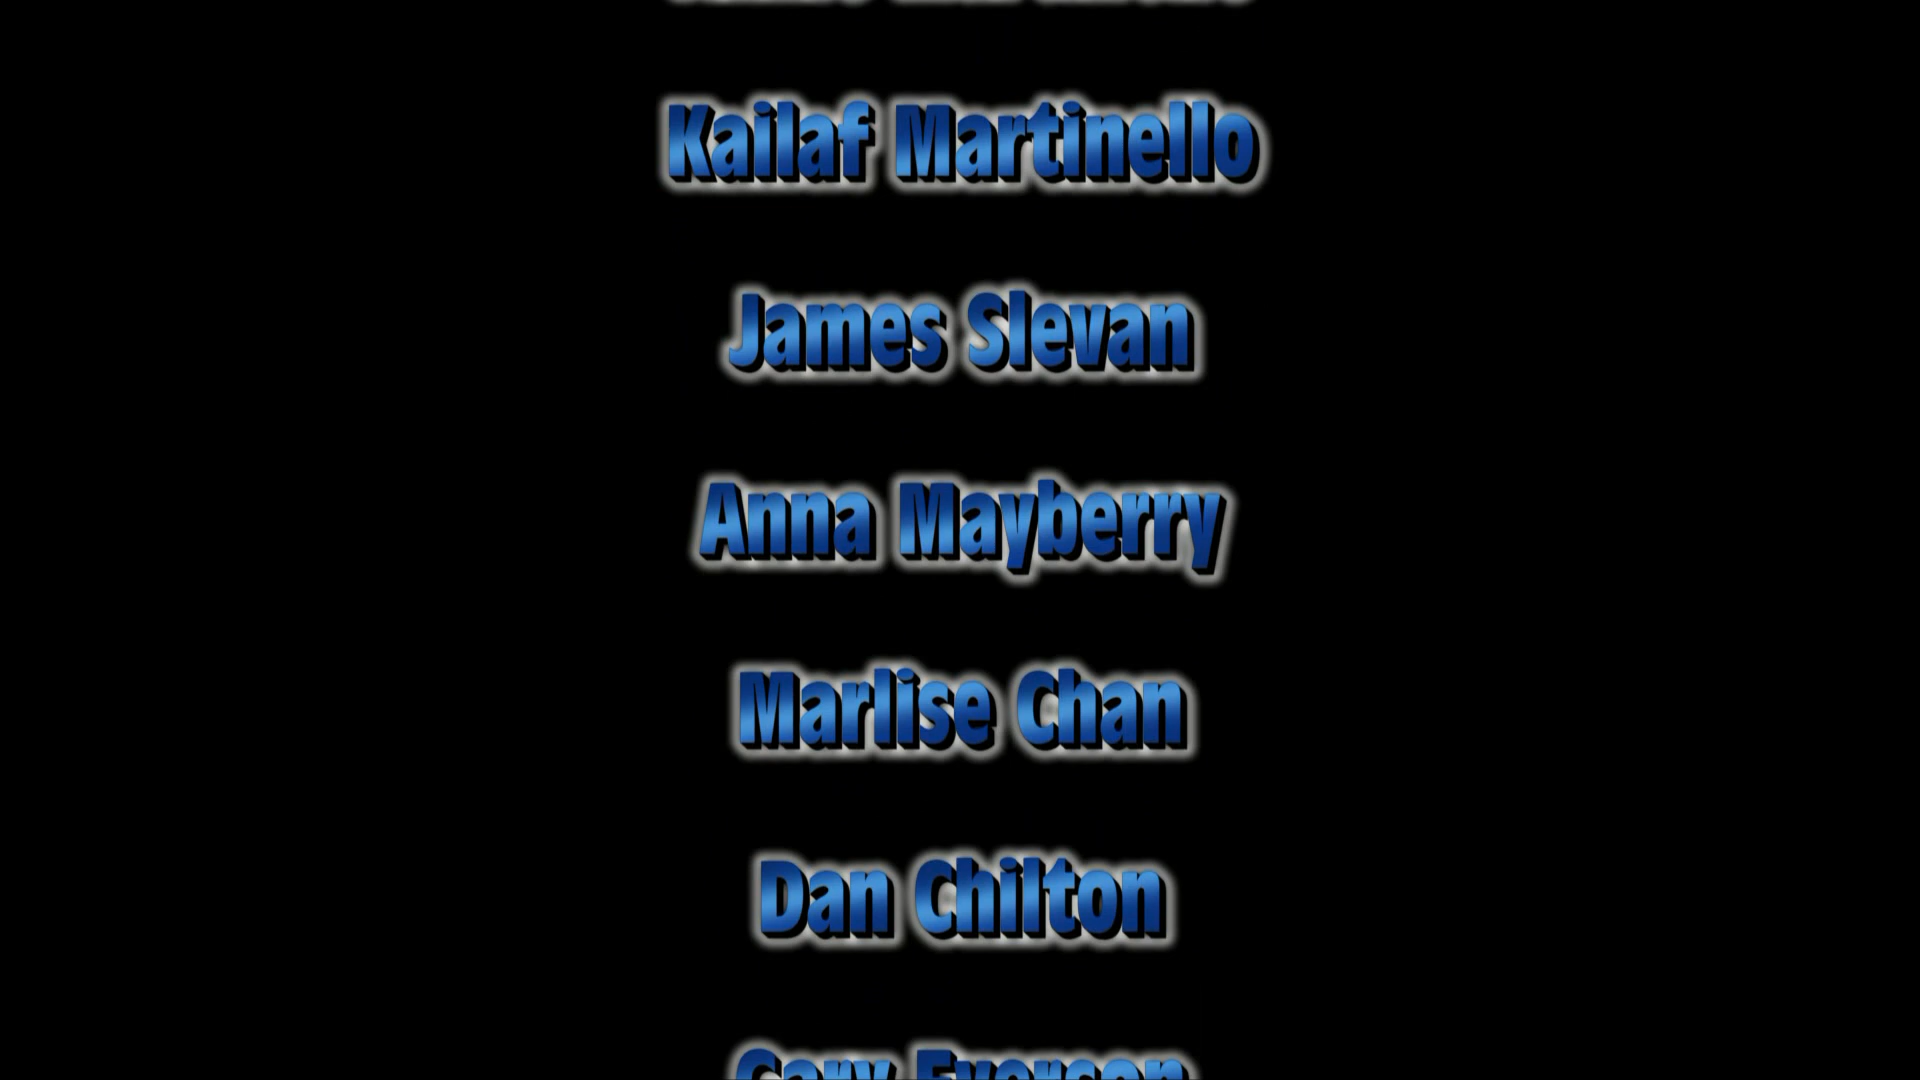 Kailaf Martinello
James Slevan
Anna Mayberry
Marlise Chan
Dan Chilton